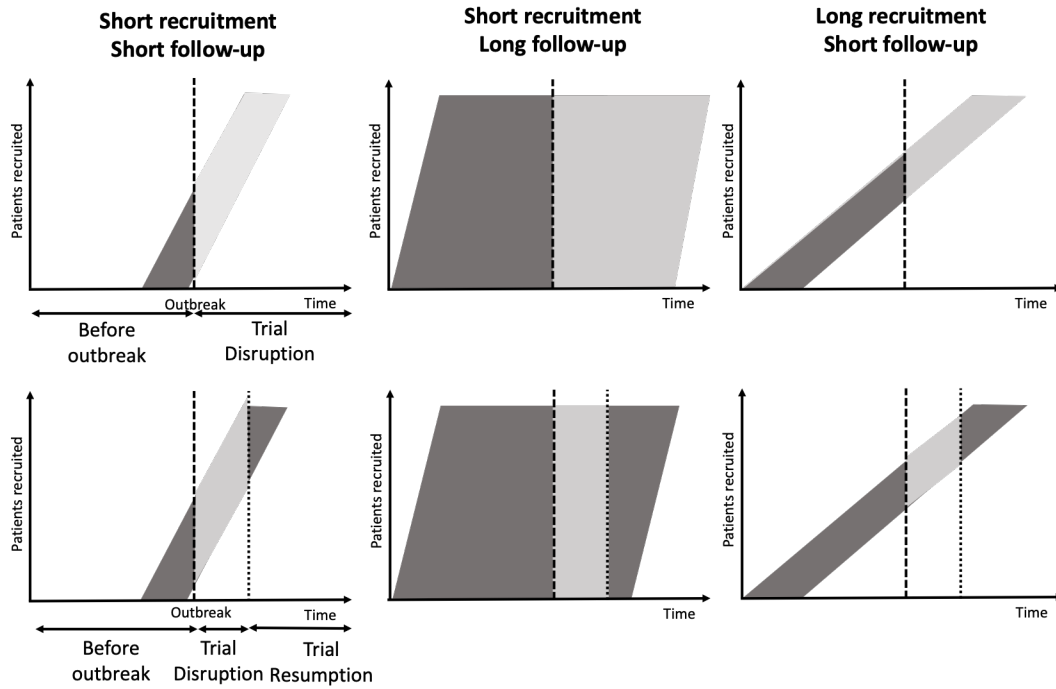 Short recruitment
Short follow-up
Short recruitment
Long follow-up
Long recruitment
Short follow-up
Patients recruited
Outbreak
Time
Before
outbreak
Trial
Disruption
Patients recruited
Time
Patients recruited
Time
Patients recruited
Outbreak
Time
Before
outbreak
Trial
Disruption
Trial
Resumption
Patients recruited
Time
Patients recruited
Time